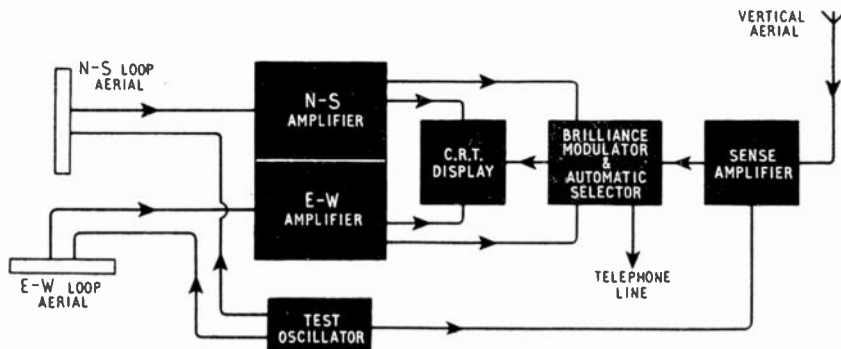 VERTICAL
AERIAL
N-S LOOP
AERIAL
N-S
AMPLIFIER
C.R.T.
DISPLAY
BRILLIANCE
MODULATOR
&
AUTOMATIC
SELECTOR
SENSE
AMPLIFIER
E-W
AMPLIFIER
E-W LOOP
AERIAL
TELEPHONE
LINE
TEST
OSCILLATOR